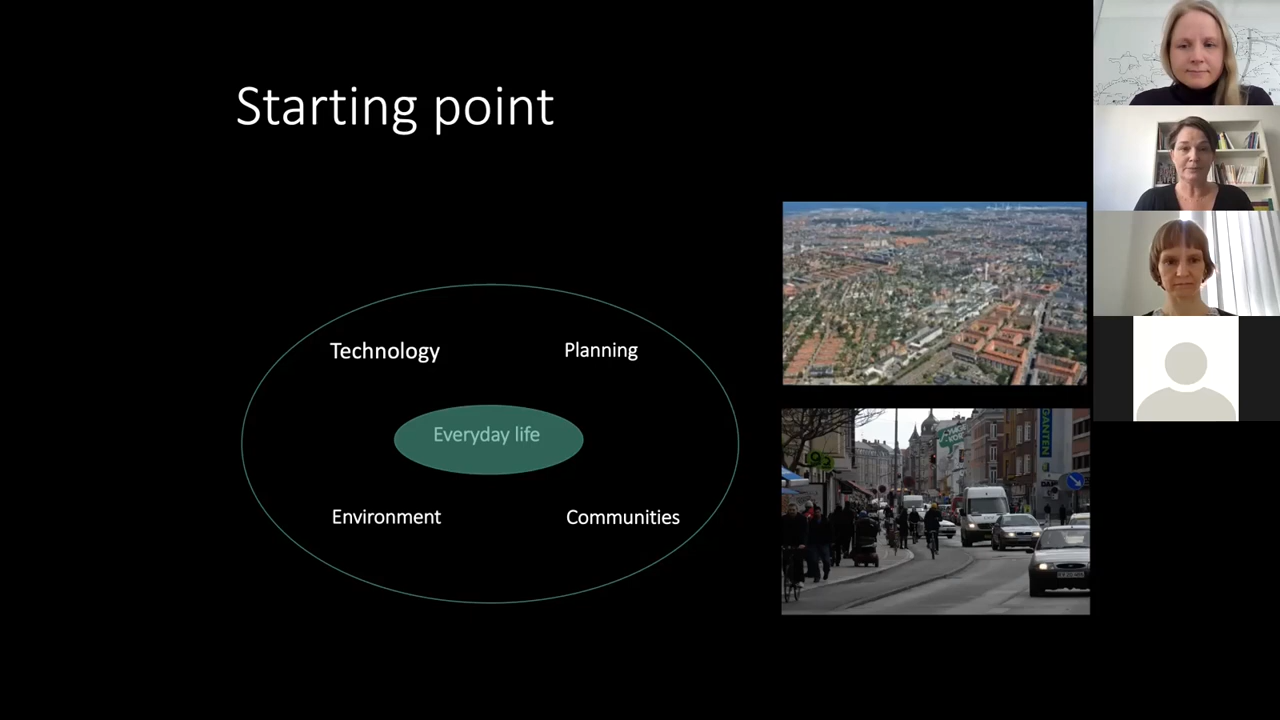 Starting point
Technology
Planning
Everyday life
Environment
Communities